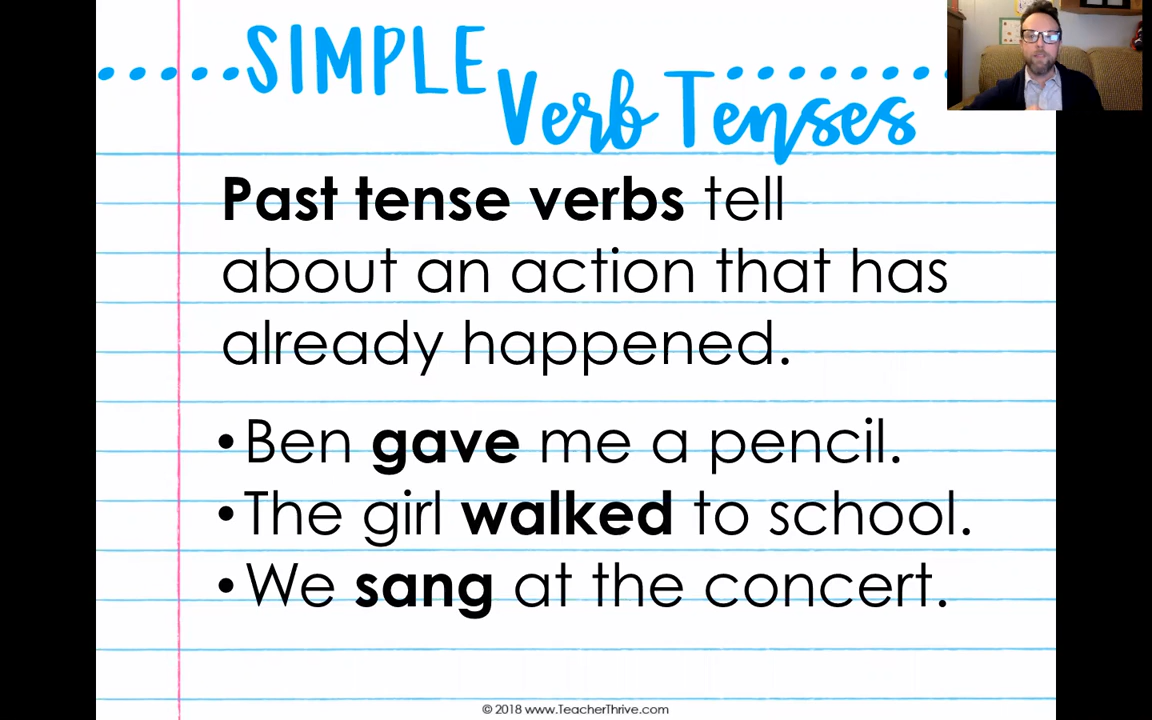 SIMPLE
Verb Tenses
Past tense verbs tell
about an action that has
already happened.
•Ben gave me a pencil.
•The girl walked to school.
•We sang at the concert.
© 2018 www.TeacherThrive.com